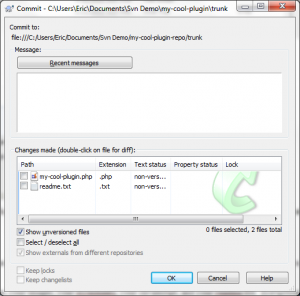 Commit - C:\Users\Eric\Documents\Svn Demo\my-cool-plugin\trunk
Commit to:
file:///C:/Users/Eric/Documents/Svn Demo/my-cool-plugin-repo/trunk
Message:
Recent messages
Changes made (double-click on file for diff):
Path Extension Text status Property status Lock
my-cool-plugin.php .php non-vers...
readme.txt .txt non-vers...
Show unversioned files 0 files selected, 2 files total
Select / deselect all
Show externals from different repositories
Keep locks
Keep changelists
OK Cancel Help